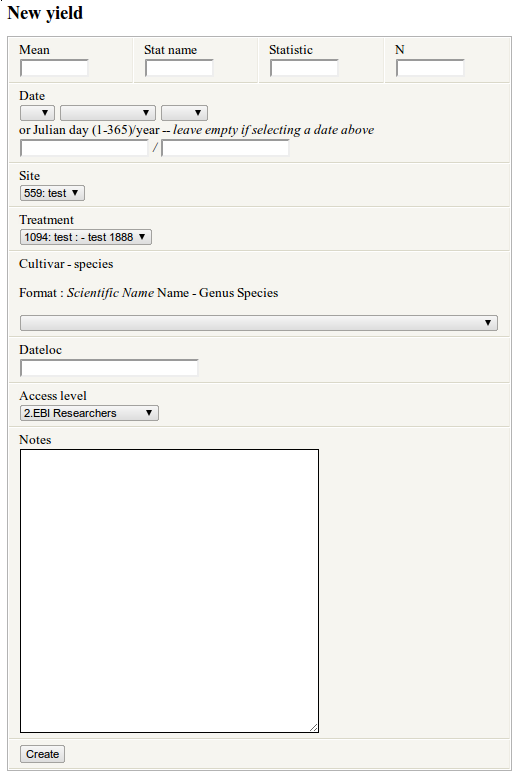 New yield
Mean Stat name Statistic N
Date
or Julian day (1-365)/year -- leave empty if selecting a date above
/
Site
559: test
Treatment
1094: test : - test 1888
Cultivar - species
Format : Scientific Name Name - Genus Species
Dateloc
Access level
2.EBI Researchers
Notes
Create